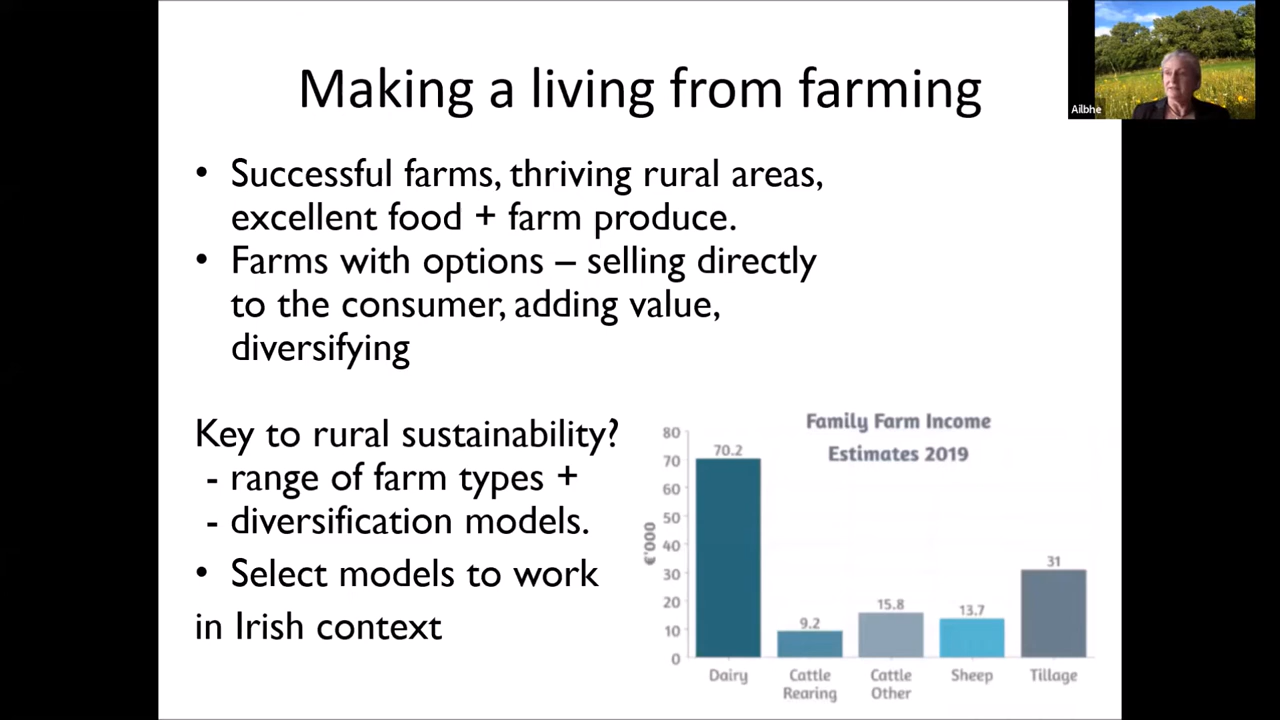 Making a living from farming
Ailbhe
• Successful farms, thriving rural areas,
excellent food + farm produce.
• Farms with options – selling directly
to the consumer, adding value,
diversifying
Key to rural sustainability?
- range of farm types +
- diversification models.
• Select models to work
in Irish context
Family Farm Income
Estimates 2019
€'000
80
70
60
50
40
30
20
10
0
70.2
9.2
15.8
13.7
31
Dairy
Cattle
Rearing
Cattle
Other
Sheep
Tillage